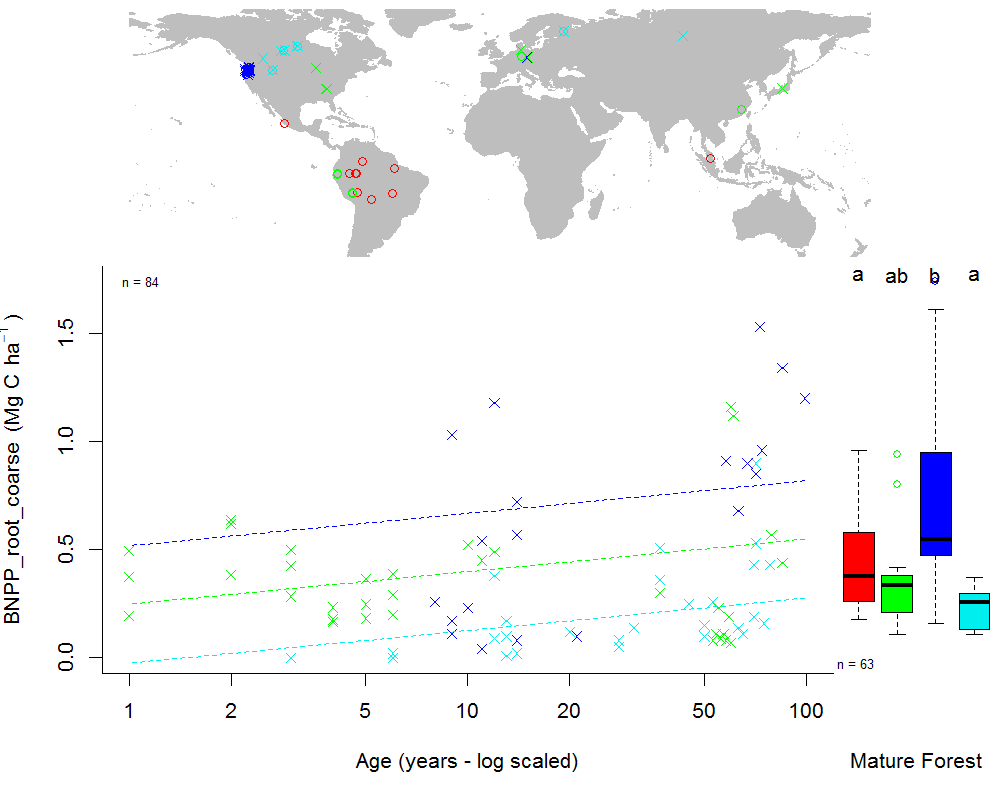 n = 84
a ab b a
BNPP_root_coarse (Mg C ha⁻¹)
1.5
1.0
0.5
0.0
n = 63
1 2 5 10 20 50 100
Age (years - log scaled)
Mature Forest